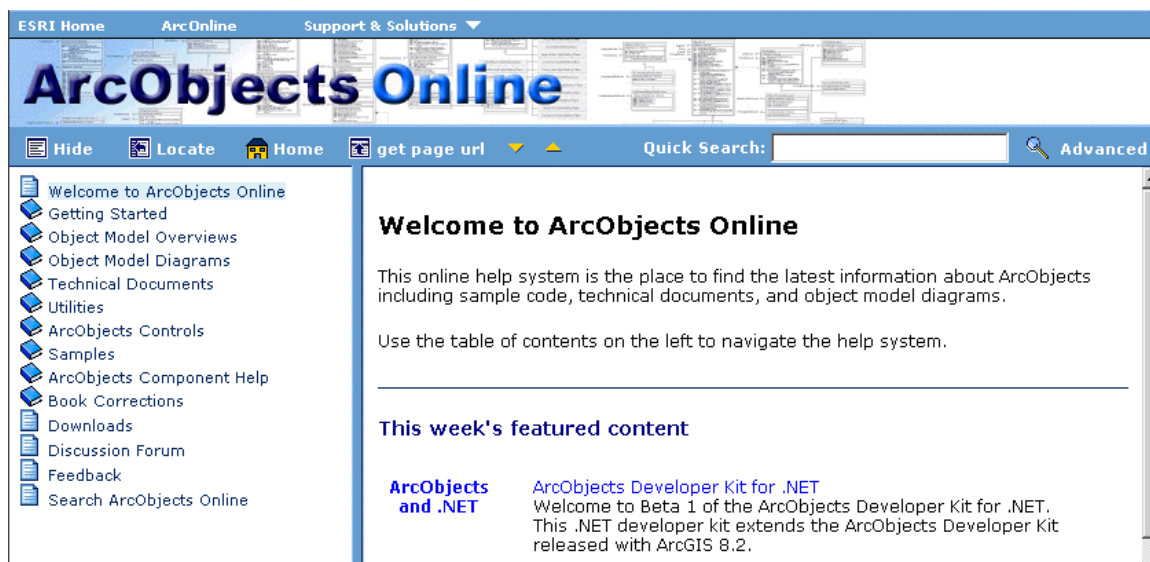 ESRI Home ArcOnline Support & Solutions
ArcObjects Online
Hide Locate Home get page url Quick Search: Advanced
Welcome to ArcObjects Online
Getting Started
Object Model Overviews
Object Model Diagrams
Technical Documents
Utilities
ArcObjects Controls
Samples
ArcObjects Component Help
Book Corrections
Downloads
Discussion Forum
Feedback
Search ArcObjects Online
Welcome to ArcObjects Online
This online help system is the place to find the latest information about ArcObjects
including sample code, technical documents, and object model diagrams.
Use the table of contents on the left to navigate the help system.
This week's featured content
ArcObjects
and .NET
ArcObjects Developer Kit for .NET
Welcome to Beta 1 of the ArcObjects Developer Kit for .NET.
This .NET developer kit extends the ArcObjects Developer Kit
released with ArcGIS 8.2.